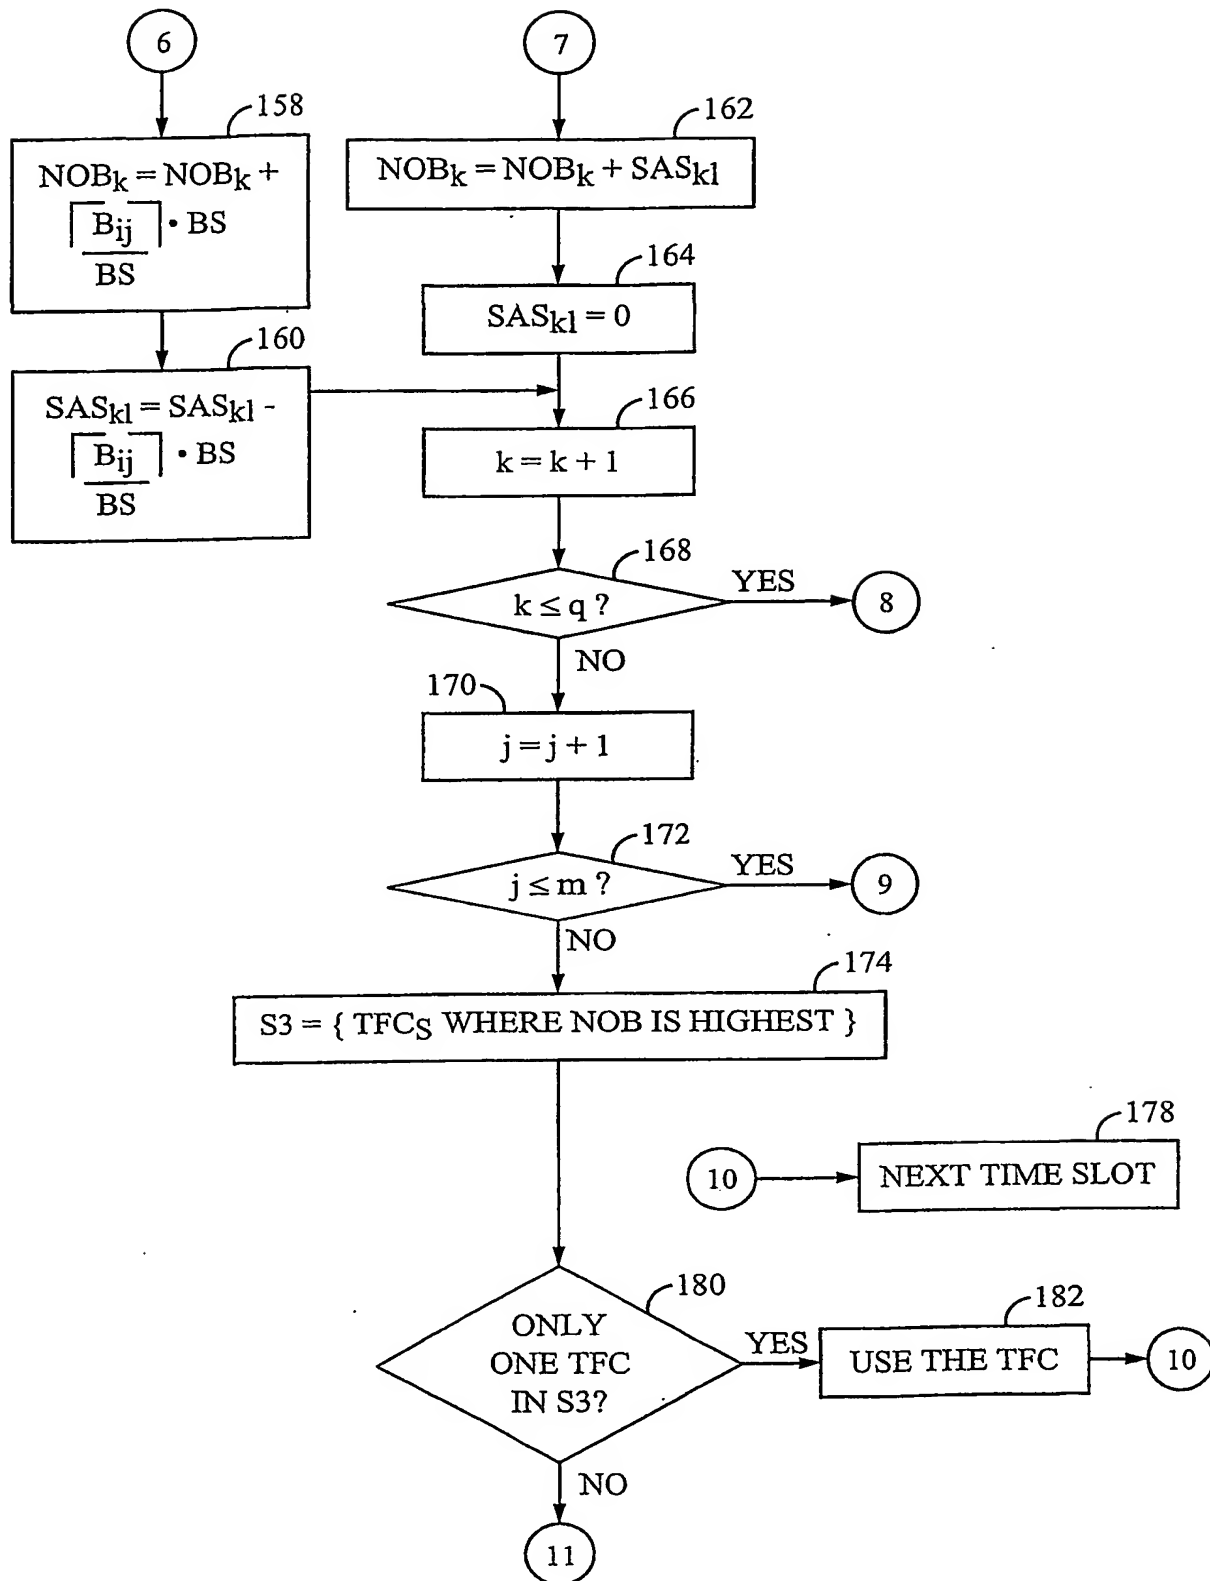 6
7
158
NOBk = NOBk +
⌈Bij
BS⌉ • BS
162
NOBk = NOBk + SASkl
164
SASkl = 0
160
SASkl = SASkl -
⌈Bij
BS⌉ • BS
166
k = k + 1
168
k ≤ q ?
YES
8
NO
170
j = j + 1
172
j ≤ m ?
YES
9
NO
174
S3 = { TFCS WHERE NOB IS HIGHEST }
178
10
NEXT TIME SLOT
180
ONLY
ONE TFC
IN S3?
YES
182
USE THE TFC
10
NO
11